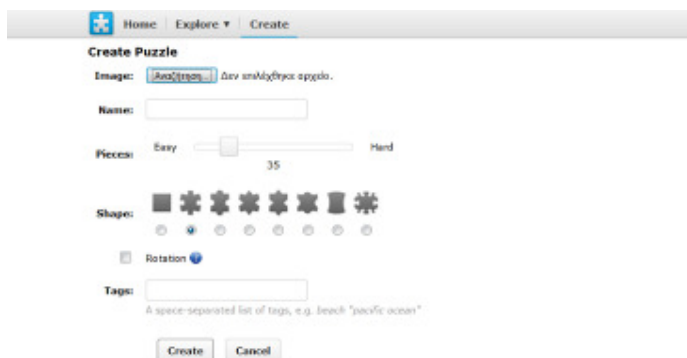 Home Explore ▼ Create
Create Puzzle
Image: Αναζήτηση... Δεν επιλέχθηκε αρχείο.
Name:
Pieces: Easy Hard
35
Shape:
Rotation
Tags:
A space-separated list of tags, e.g. beach "pacific ocean"
Create Cancel